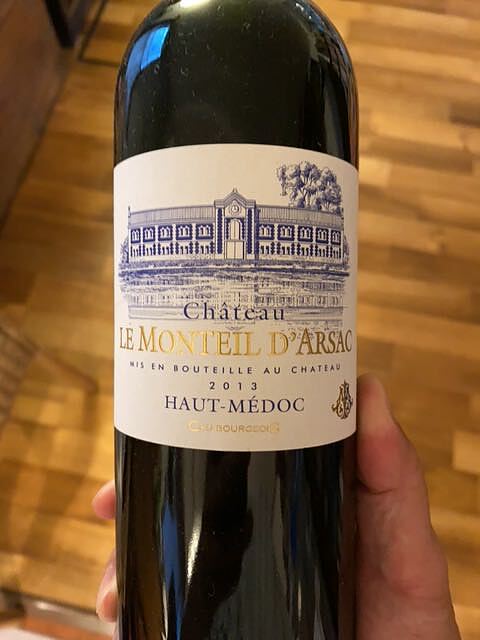 Château
LE MONTEIL D'ARSAC
MIS EN BOUTEILLE AU CHATEAU
2013
HAUT-MÉDOC
CRU BOURGEOIS